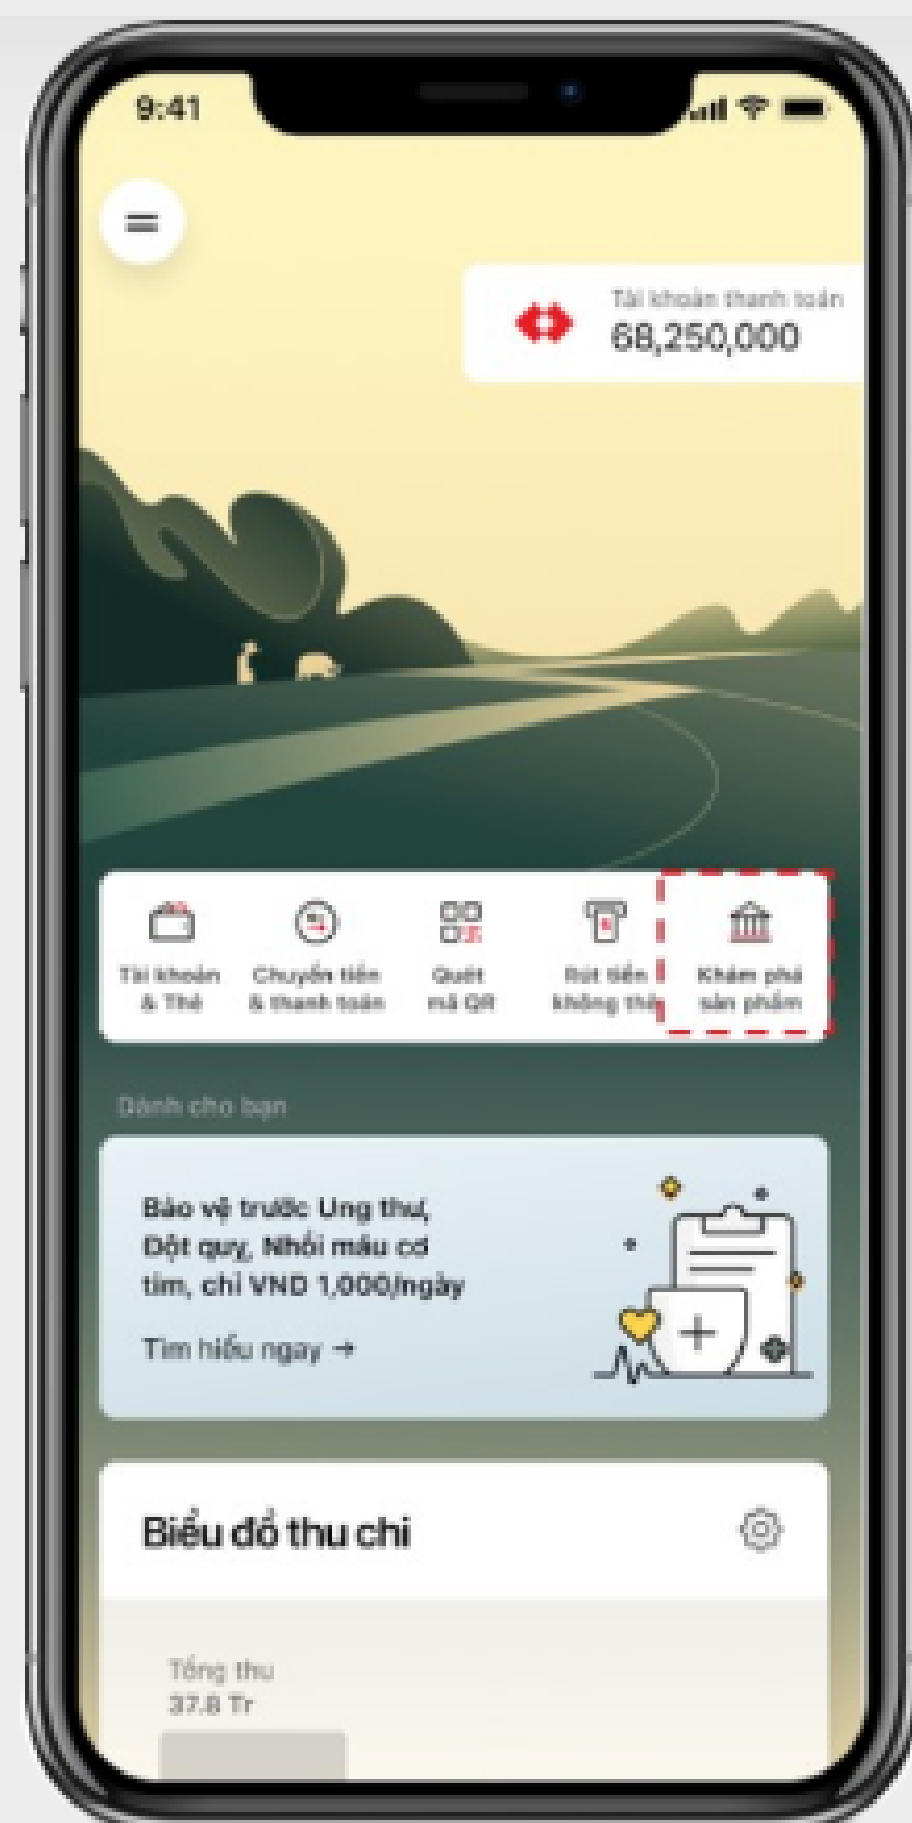 9:41
Tài khoản thanh toán
68,250,000
Tài khoản
& Thẻ
Chuyển tiền
& thanh toán
Quét
mã QR
Rút tiền
không thẻ
Khám phá
sản phẩm
Dành cho bạn
Bảo vệ trước Ung thư,
Đột quỵ, Nhồi máu cơ
tim, chỉ VND 1,000/ngày
Tìm hiểu ngay →
Biểu đồ thu chi
Tổng thu
37.8 Tr